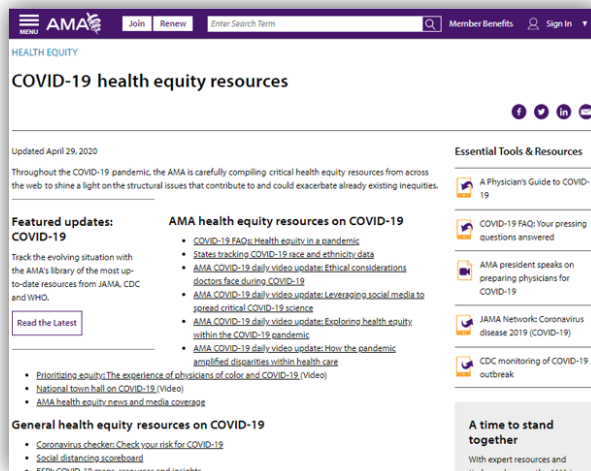 MENU
AMA
Join
Renew
Enter Search Term
Member Benefits
Sign In
HEALTH EQUITY
COVID-19 health equity resources
Updated April 29, 2020
Throughout the COVID-19 pandemic, the AMA is carefully compiling critical health equity resources from across
the web to shine a light on the structural issues that contribute to and could exacerbate already existing inequities.
Featured updates:
COVID-19
Track the evolving situation with
the AMA's library of the most up-
to-date resources from JAMA, CDC
and WHO.
Read the Latest
AMA health equity resources on COVID-19
COVID-19 FAQs: Health equity in a pandemic
States tracking COVID-19 race and ethnicity data
AMA COVID-19 daily video update: Ethical considerations
doctors face during COVID-19
AMA COVID-19 daily video update: Leveraging social media to
spread critical COVID-19 science
AMA COVID-19 daily video update: Exploring health equity
within the COVID-19 pandemic
AMA COVID-19 daily video update: How the pandemic
amplified disparities within health care
Prioritizing equity: The experience of physicians of color and COVID-19 (Video)
National town hall on COVID-19 (Video)
AMA health equity news and media coverage
General health equity resources on COVID-19
Coronavirus checker: Check your risk for COVID-19
Social distancing scoreboard
ESRI: COVID-19 maps, resources and insights
Essential Tools & Resources
A Physician's Guide to COVID-
19
COVID-19 FAQ: Your pressing
questions answered
AMA president speaks on
preparing physicians for
COVID-19
JAMA Network: Coronavirus
disease 2019 (COVID-19)
CDC monitoring of COVID-19
outbreak
A time to stand
together
With expert resources and